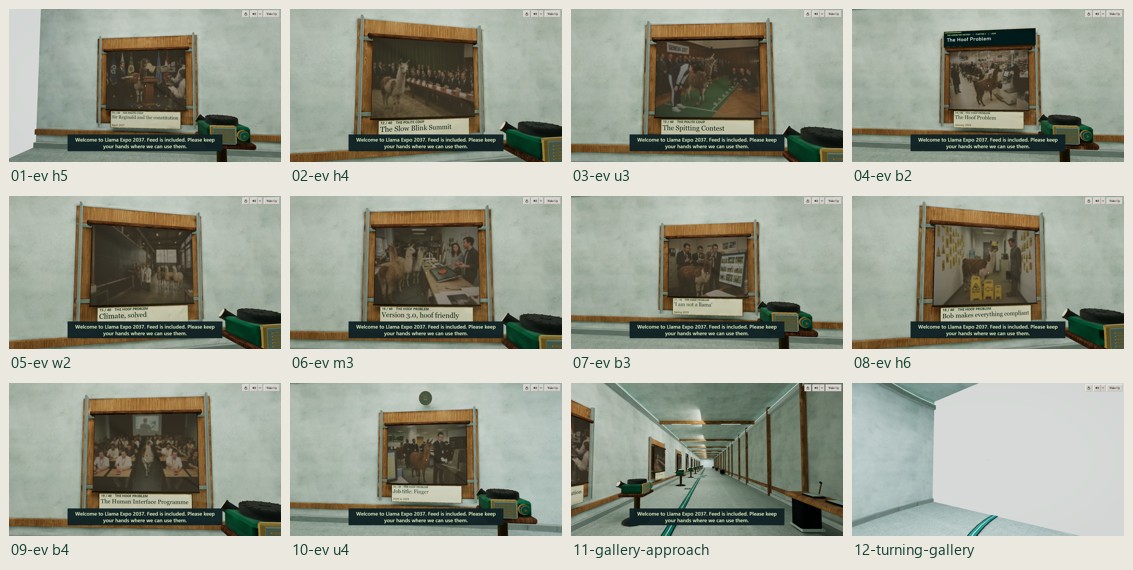 Sir Reginald and the constitution
Welcome to Llama Expo 2037. Feed is included. Please keep
your hands where we can use them.
01-ev h5
The Slow Blink Summit
Welcome to Llama Expo 2037. Feed is included. Please keep
your hands where we can use them.
02-ev h4
The Spitting Contest
Welcome to Llama Expo 2037. Feed is included. Please keep
your hands where we can use them.
03-ev u3
The Hoof Problem
The Hoof Problem
Welcome to Llama Expo 2037. Feed is included. Please keep
your hands where we can use them.
04-ev b2
Climate, solved
Welcome to Llama Expo 2037. Feed is included. Please keep
your hands where we can use them.
05-ev w2
Version 3.0, hoof friendly
Welcome to Llama Expo 2037. Feed is included. Please keep
your hands where we can use them.
06-ev m3
'I am not a llama'
Welcome to Llama Expo 2037. Feed is included. Please keep
your hands where we can use them.
07-ev b3
Bob makes everything compliant
Welcome to Llama Expo 2037. Feed is included. Please keep
your hands where we can use them.
08-ev h6
The Human Interface Programme
Welcome to Llama Expo 2037. Feed is included. Please keep
your hands where we can use them.
09-ev b4
Job title: Finger
Welcome to Llama Expo 2037. Feed is included. Please keep
your hands where we can use them.
10-ev u4
Welcome to Llama Expo 2037. Feed is included. Please keep
your hands where we can use them.
11-gallery-approach
12-turning-gallery